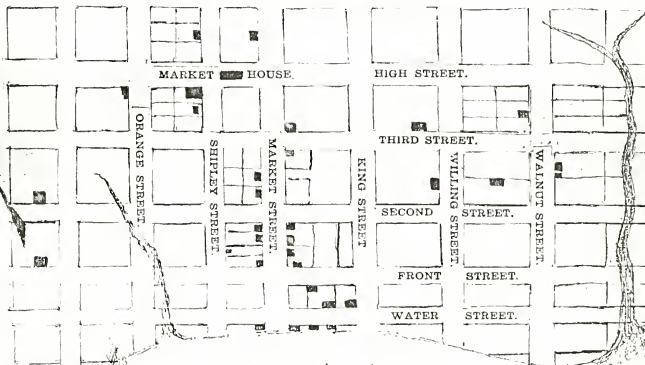 MARKET HOUSE.
HIGH STREET.
THIRD STREET.
ORANGE STREET
SHIPLEY STREET
MARKET STREET.
KING STREET
WILLING STREET
WALNUT STREET.
SECOND STREET.
FRONT STREET.
WATER STREET.